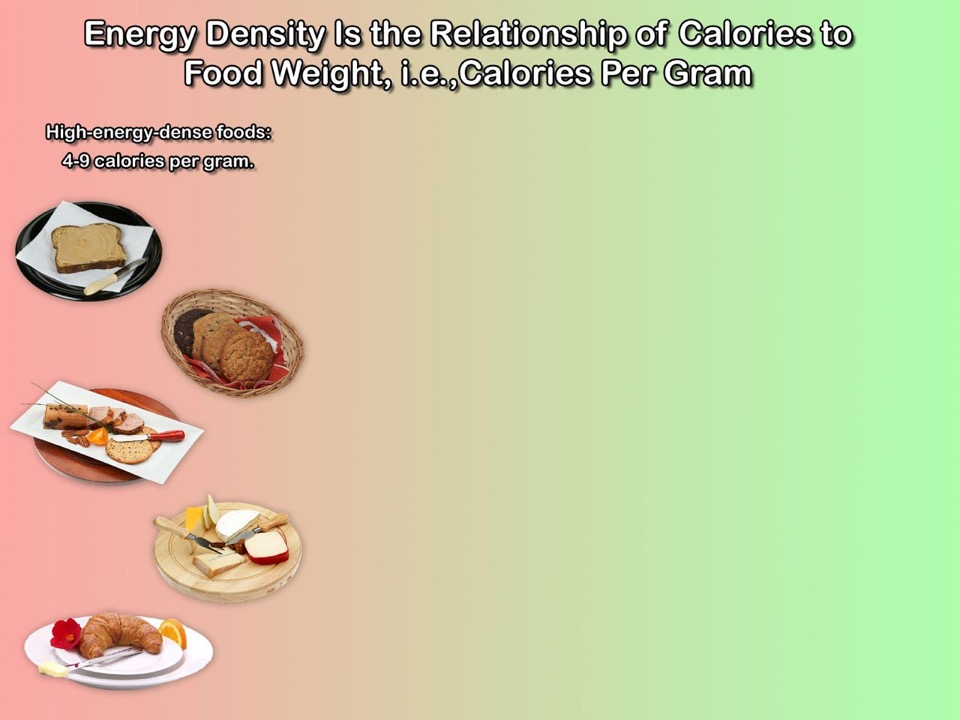 Energy Density Is the Relationship of Calories to
Food Weight, i.e.,Calories Per Gram
High-energy-dense foods:
4-9 calories per gram.